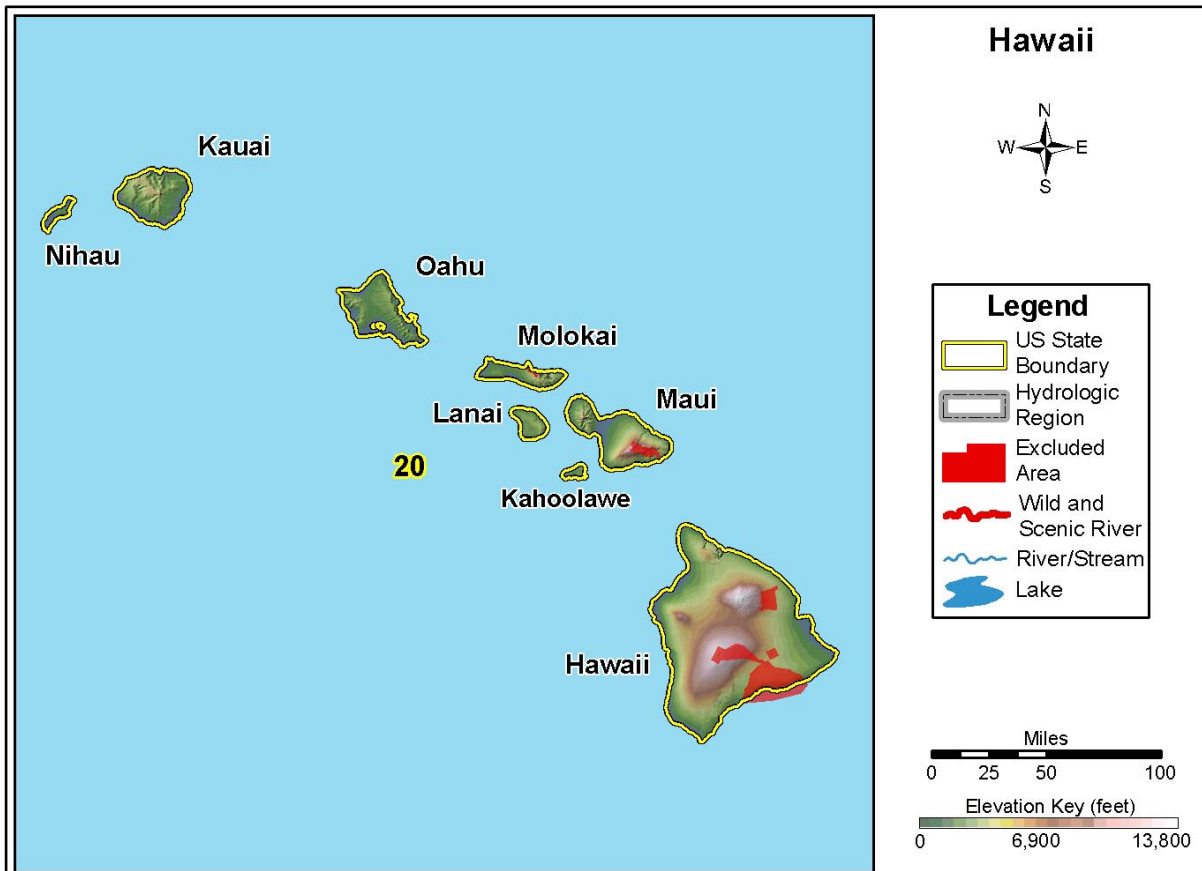 Hawaii
N
W E
S
Kauai
Nihau
Oahu
Molokai
Lanai
Maui
20
Kahoolawe
Hawaii
Legend
US State
Boundary
Hydrologic
Region
Excluded
Area
Wild and
Scenic River
River/Stream
Lake
Miles
0 25 50 100
Elevation Key (feet)
0 6,900 13,800